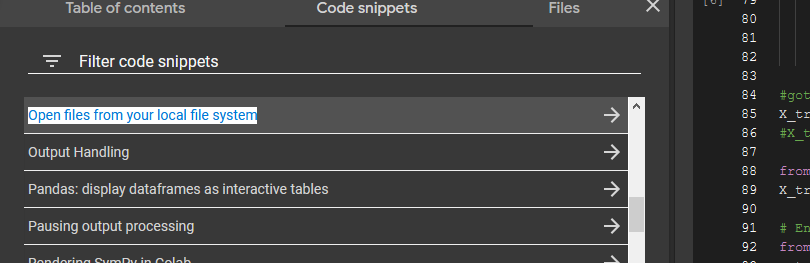 Table of contents
Code snippets
Files
Filter code snippets
Open files from your local file system
Output Handling
Pandas: display dataframes as interactive tables
Pausing output processing
Rendering SymPy in Colab
[6]
80
81
82
83
84 #got
85 X_tr
86 #X_t
87
88 from
89 X_tr
90
91 # En
92 from